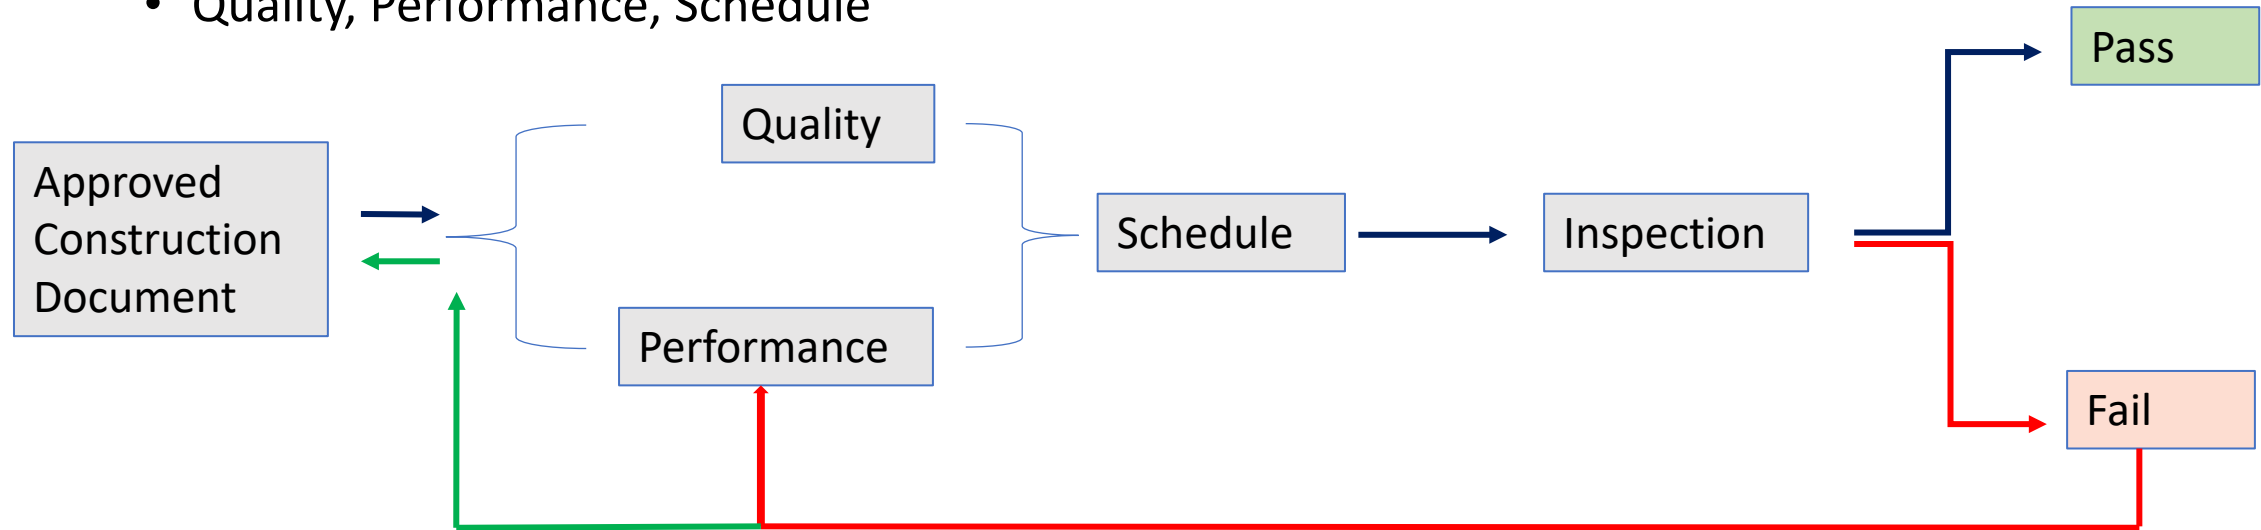 • Quality, Performance, Schedule
Pass
Quality
Approved
Construction
Document
Schedule
Inspection
Performance
Fail